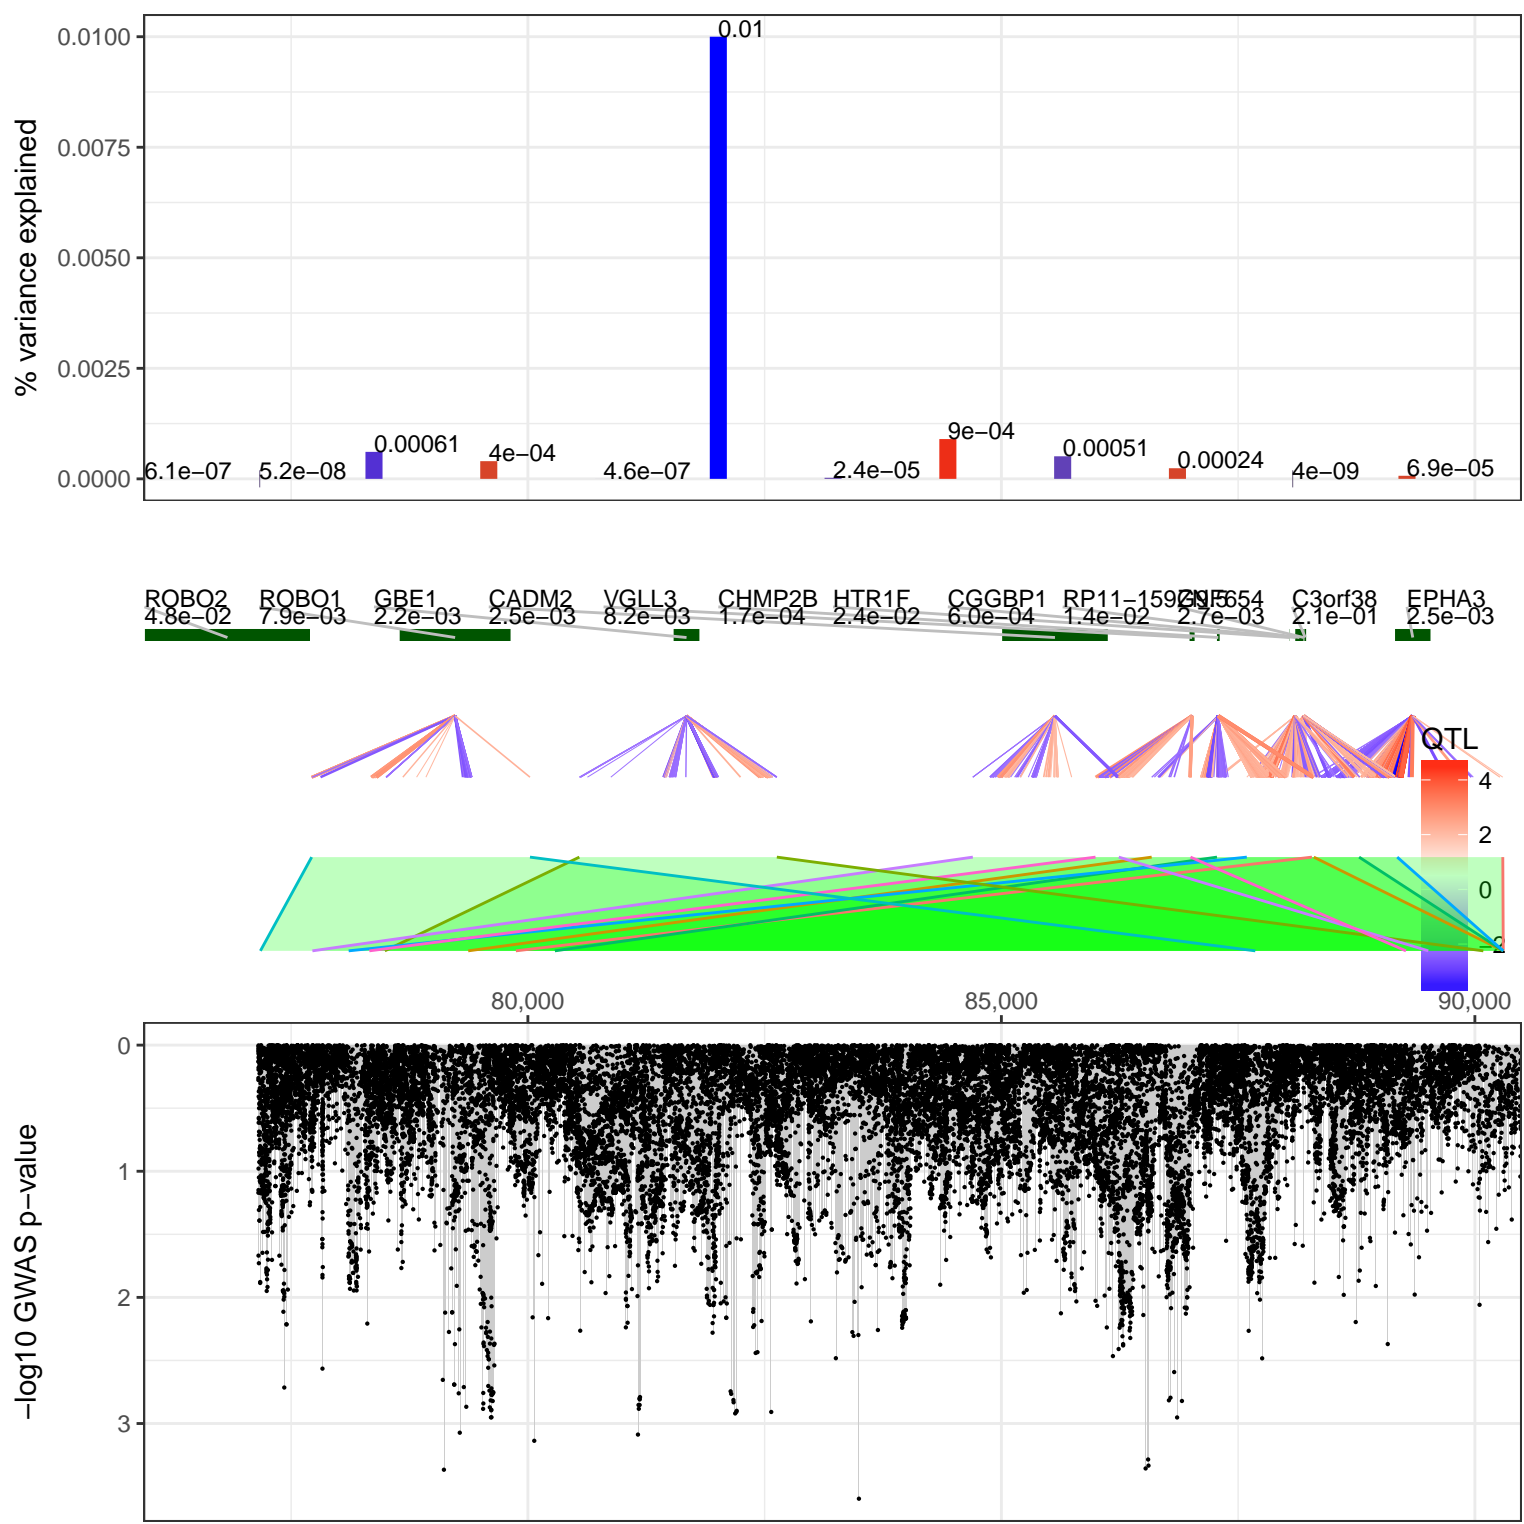 % variance explained
0.0100
0.0075
0.0050
0.0025
0.0000
0.01
6.1e−07
5.2e−08
0.00061
4e−04
4.6e−07
2.4e−05
9e−04
0.00051
0.00024
4e−09
6.9e−05
ROBO2 ROBO1 GBE1 CADM2 VGLL3 CHMP2B HTR1F CGGBP1 ZNF654 C3orf38 EPHA3
4.8e−02 7.9e−03 2.2e−03 2.5e−03 8.2e−03 1.7e−04 2.4e−02 6.0e−04 1.4e−02 2.7e−03 2.1e−01 2.5e−03
QTL
4
2
0
−2
80,000 85,000 90,000
−log10 GWAS p−value
0
1
2
3